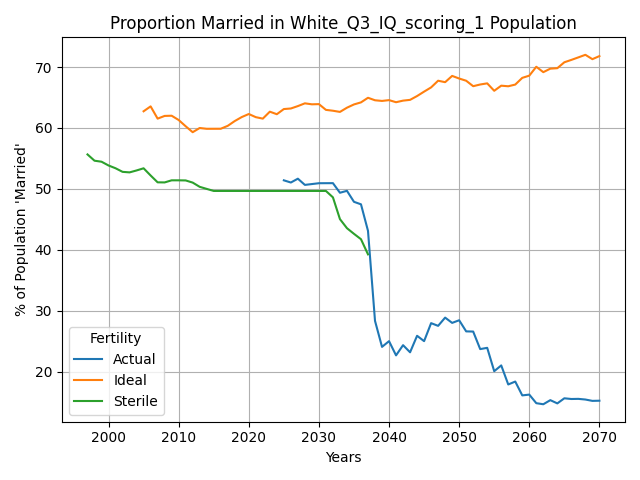 Proportion Married in White_Q3_IQ_scoring_1 Population
% of Population 'Married'
70
60
50
40
30
20
Fertility
Actual
Ideal
Sterile
2000 2010 2020 2030 2040 2050 2060 2070
Years